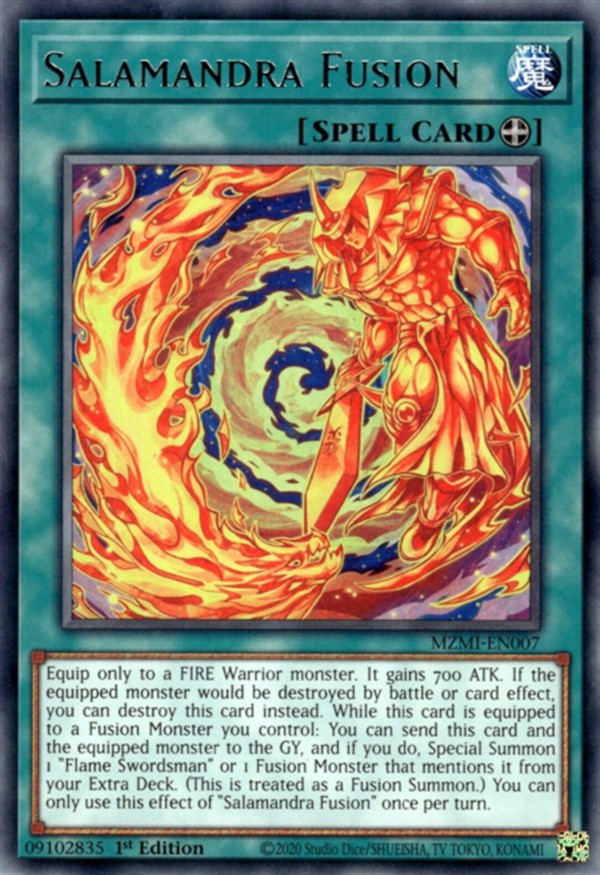 SALAMANDRA FUSION
SPELL
魔
[SPELL CARD]
MZMI-EN007
Equip only to a FIRE Warrior monster. It gains 700 ATK. If the
equipped monster would be destroyed by battle or card effect,
you can destroy this card instead. While this card is equipped
to a Fusion Monster you control: You can send this card and
the equipped monster to the GY, and if you do, Special Summon
1 "Flame Swordsman" or 1 Fusion Monster that mentions it from
your Extra Deck. (This is treated as a Fusion Summon.) You can
only use this effect of "Salamandra Fusion" once per turn.
09102835 1st Edition ©2020 Studio Dice/SHUEISHA, TV TOKYO, KONAMI